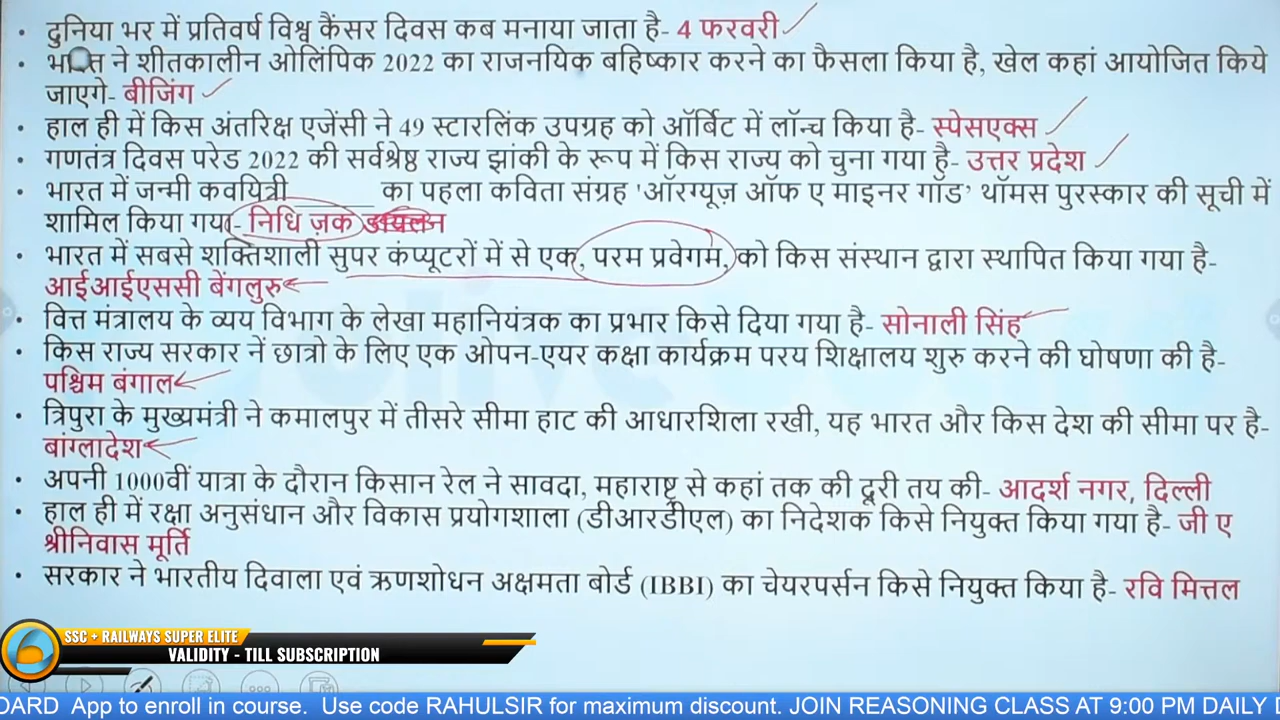 • दुनिया भर में प्रतिवर्ष विश्व कैंसर दिवस कब मनाया जाता है- 4 फरवरी
• भारत ने शीतकालीन ओलिंपिक 2022 का राजनयिक बहिष्कार करने का फैसला किया है, खेल कहां आयोजित किये
जाएगे- बीजिंग
• हाल ही में किस अंतरिक्ष एजेंसी ने 49 स्टारलिंक उपग्रह को ऑर्बिट में लॉन्च किया है- स्पेसएक्स
• गणतंत्र दिवस परेड 2022 की सर्वश्रेष्ठ राज्य झांकी के रूप में किस राज्य को चुना गया है- उत्तर प्रदेश
• भारत में जन्मी कवयित्री ________ का पहला कविता संग्रह 'ऑरग्यूज़ ऑफ ए माइनर गॉड' थॉमस पुरस्कार की सूची में
शामिल किया गया- निधि ज़क
• भारत में सबसे शक्तिशाली सुपर कंप्यूटरों में से एक, परम प्रवेगम, को किस संस्थान द्वारा स्थापित किया गया है-
आईआईएससी बेंगलुरु
• वित्त मंत्रालय के व्यय विभाग के लेखा महानियंत्रक का प्रभार किसे दिया गया है- सोनाली सिंह
• किस राज्य सरकार नें छात्रो के लिए एक ओपन-एयर कक्षा कार्यक्रम परय शिक्षालय शुरु करने की घोषणा की है-
पश्चिम बंगाल
• त्रिपुरा के मुख्यमंत्री ने कमालपुर में तीसरे सीमा हाट की आधारशिला रखी, यह भारत और किस देश की सीमा पर है-
बांग्लादेश
• अपनी 1000वीं यात्रा के दौरान किसान रेल ने सावदा, महाराष्ट्र से कहां तक की दूरी तय की- आदर्श नगर, दिल्ली
• हाल ही में रक्षा अनुसंधान और विकास प्रयोगशाला (डीआरडीएल) का निदेशक किसे नियुक्त किया गया है- जी ए
श्रीनिवास मूर्ति
• सरकार ने भारतीय दिवाला एवं ऋणशोधन अक्षमता बोर्ड (IBBI) का चेयरपर्सन किसे नियुक्त किया है- रवि मित्तल
SSC + RAILWAYS SUPER ELITE
VALIDITY - TILL SUBSCRIPTION
OARD App to enroll in course. Use code RAHULSIR for maximum discount. JOIN REASONING CLASS AT 9:00 PM DAILY